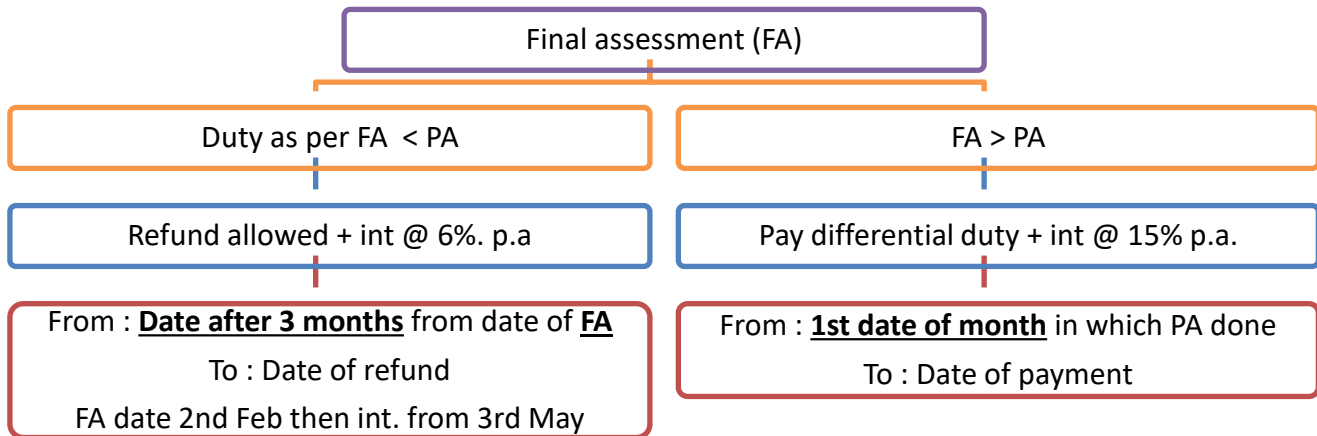 Final assessment (FA)
Duty as per FA < PA
FA > PA
Refund allowed + int @ 6%. p.a
Pay differential duty + int @ 15% p.a.
From : Date after 3 months from date of FA
To : Date of refund
FA date 2nd Feb then int. from 3rd May
From : 1st date of month in which PA done
To : Date of payment